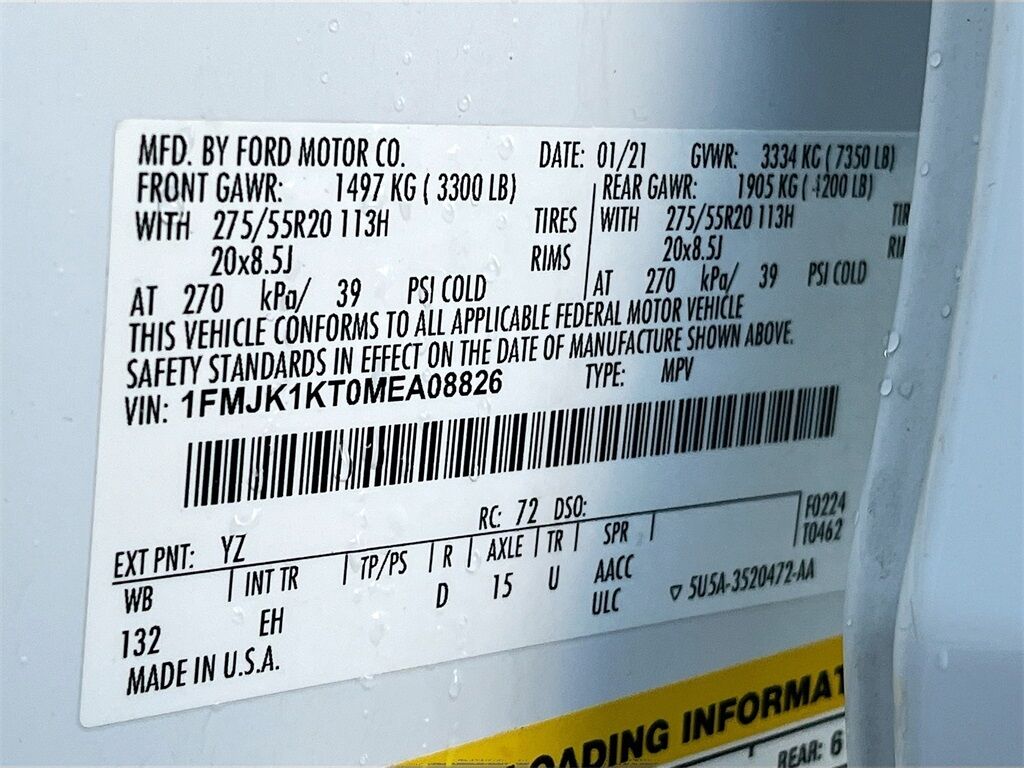 MFD. BY FORD MOTOR CO. DATE: 01/21 GVWR: 3334 KG ( 7350 LB)
FRONT GAWR: 1497 KG ( 3300 LB) REAR GAWR: 1905 KG ( 4200 LB)
WITH 275/55R20 113H TIRES WITH 275/55R20 113H TIR
20x8.5J RIMS 20x8.5J RI
AT 270 kPa/ 39 PSI COLD AT 270 kPa/ 39 PSI COLD
THIS VEHICLE CONFORMS TO ALL APPLICABLE FEDERAL MOTOR VEHICLE
SAFETY STANDARDS IN EFFECT ON THE DATE OF MANUFACTURE SHOWN ABOVE.
VIN: 1FMJK1KT0MEA08826 TYPE: MPV
EXT PNT: YZ RC: 72 DSO: F0224
T0462
WB INT TR TP/PS R AXLE TR SPR
132 EH D 15 U AACC
ULC
5U5A-3520472-AA
MADE IN U.S.A.
OADING INFORMAT
REAR: 6